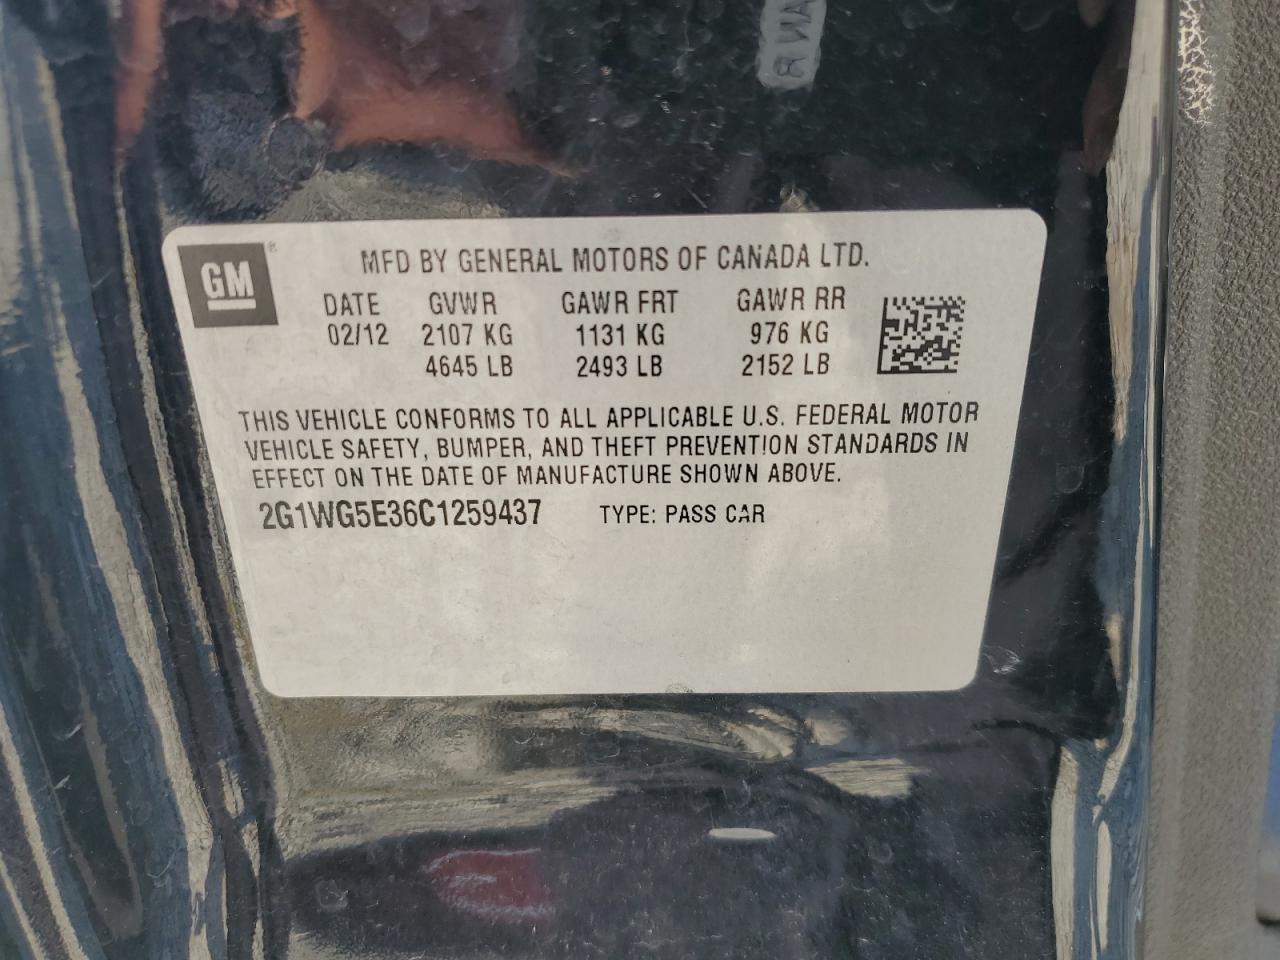 GM
MFD BY GENERAL MOTORS OF CANADA LTD.
DATE GVWR GAWR FRT GAWR RR
02/12 2107 KG 1131 KG 976 KG
4645 LB 2493 LB 2152 LB
THIS VEHICLE CONFORMS TO ALL APPLICABLE U.S. FEDERAL MOTOR
VEHICLE SAFETY, BUMPER, AND THEFT PREVENTION STANDARDS IN
EFFECT ON THE DATE OF MANUFACTURE SHOWN ABOVE.
2G1WG5E36C1259437 TYPE: PASS CAR